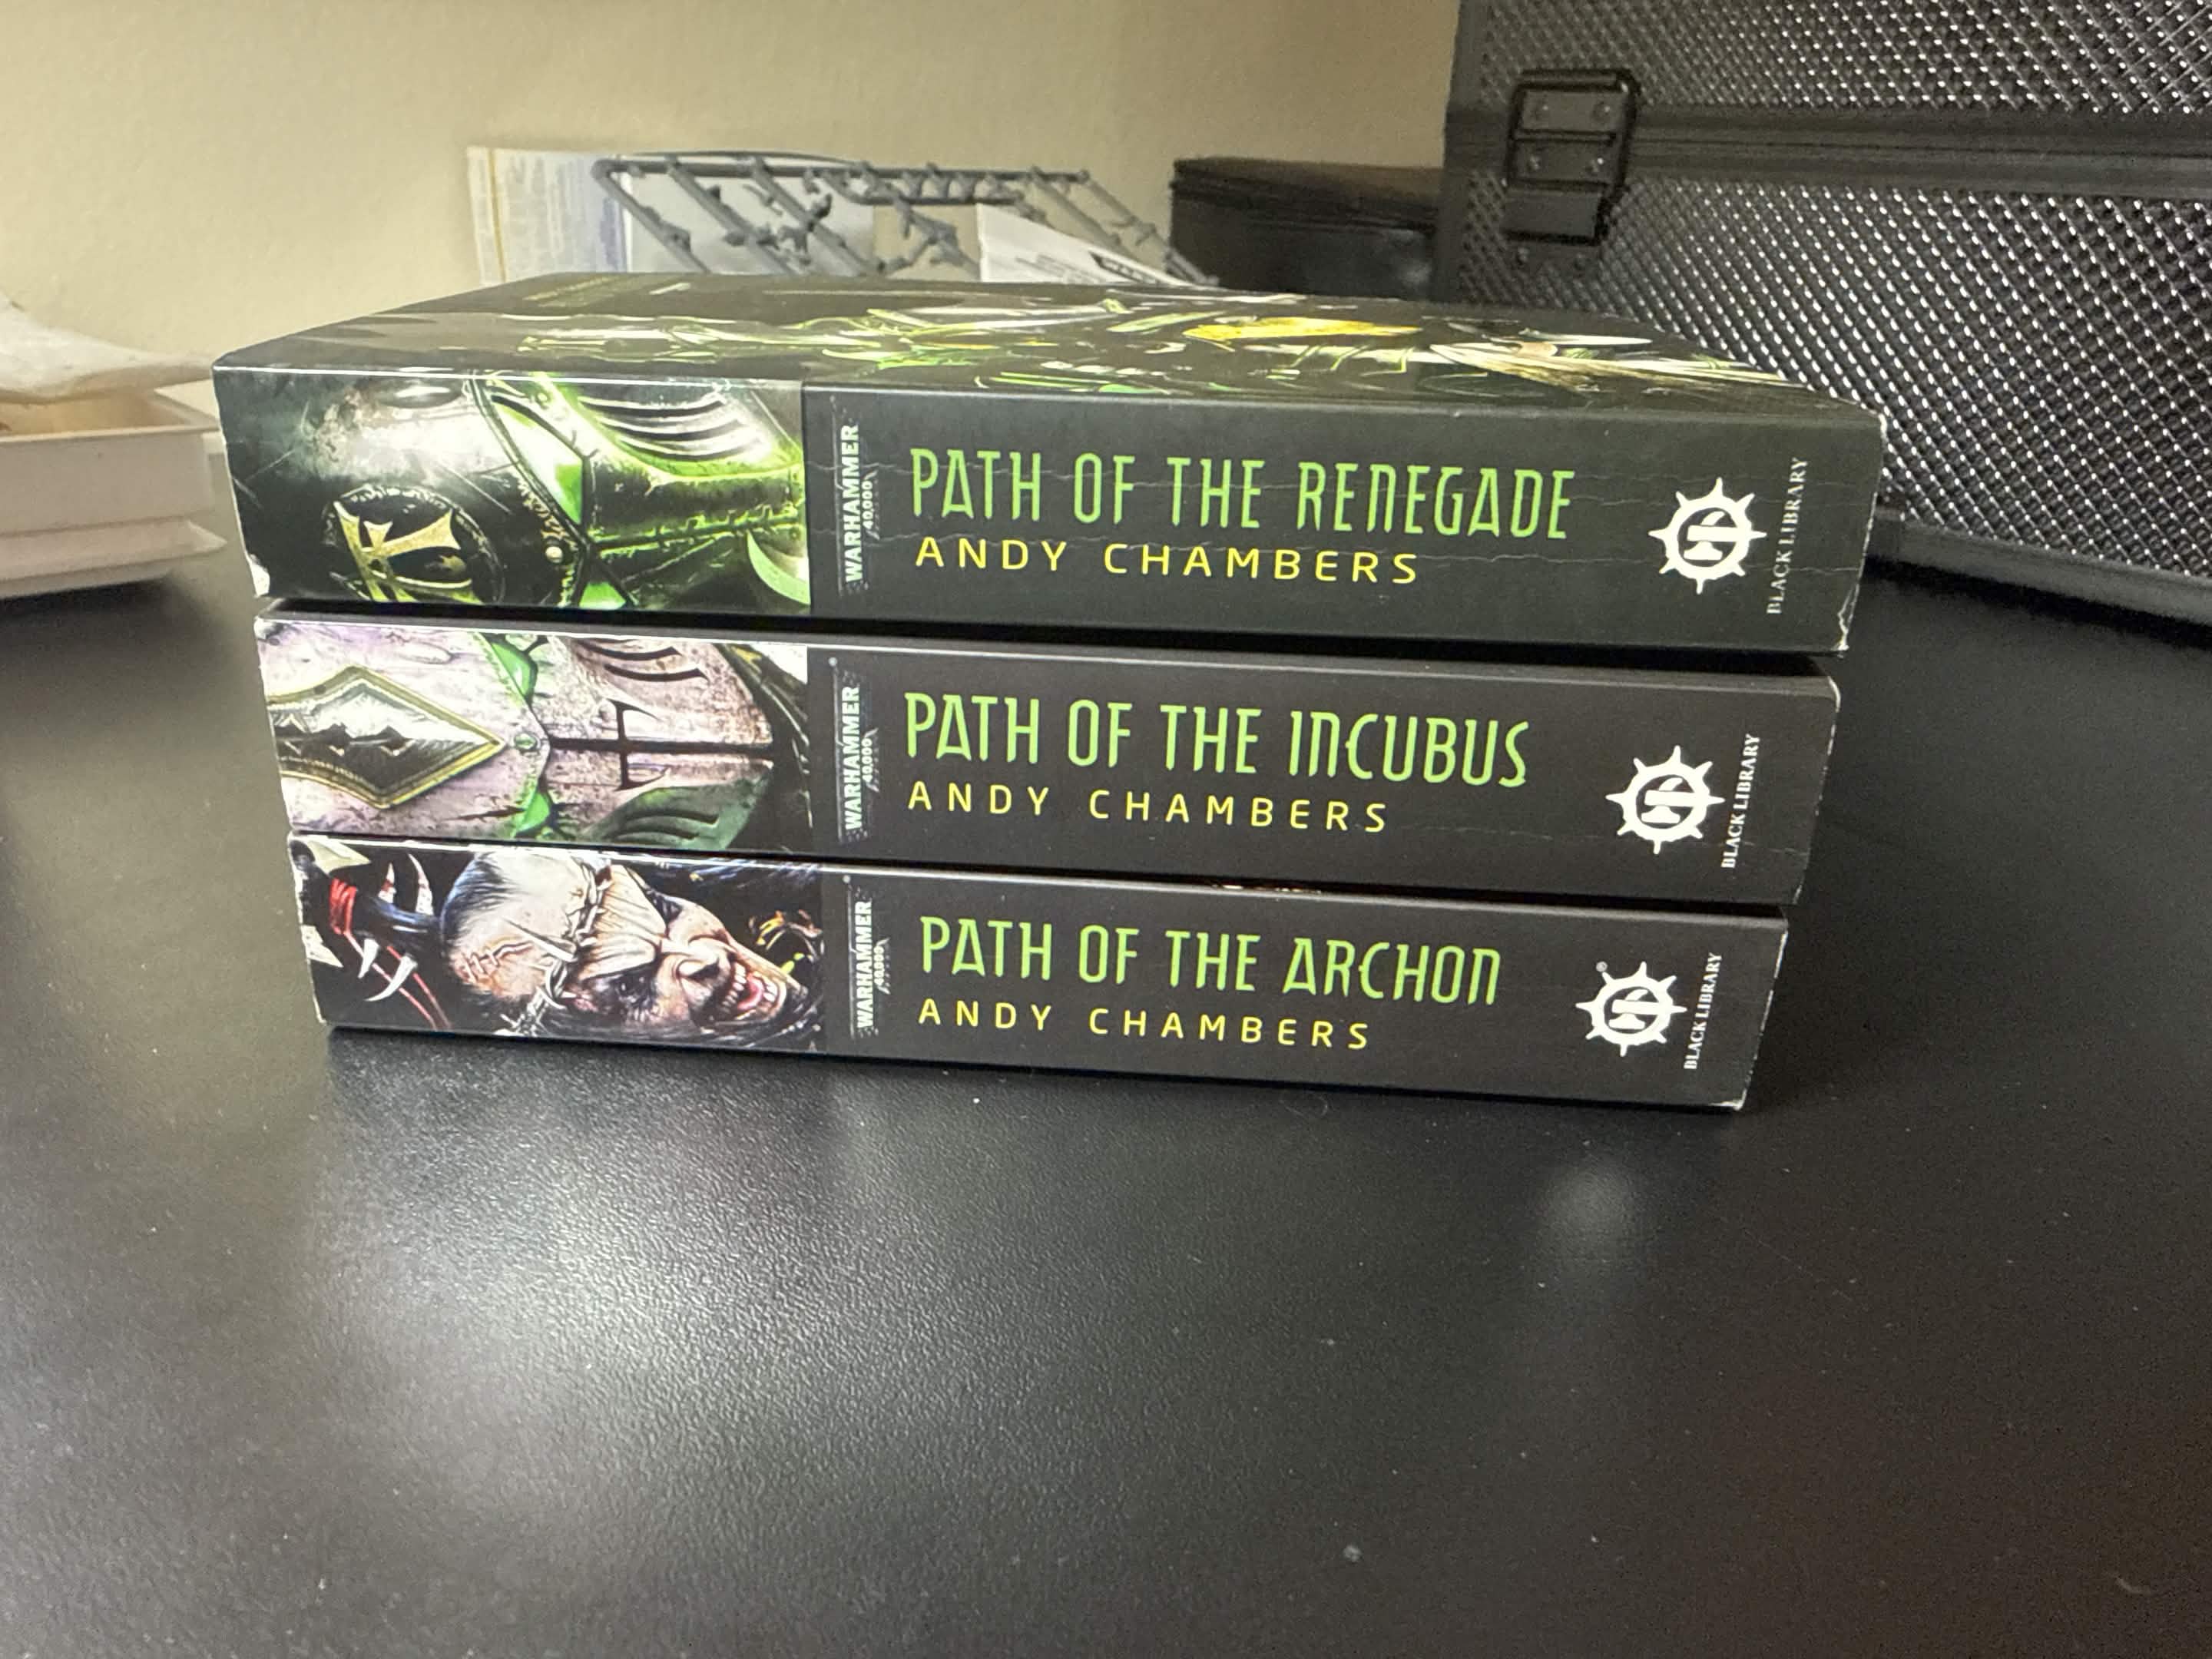 WARHAMMER
40,000
PATH OF THE RENEGADE
ANDY CHAMBERS
BLACK LIBRARY
WARHAMMER
40,000
PATH OF THE INCUBUS
ANDY CHAMBERS
BLACK LIBRARY
WARHAMMER
40,000
PATH OF THE ARCHON
ANDY CHAMBERS
BLACK LIBRARY